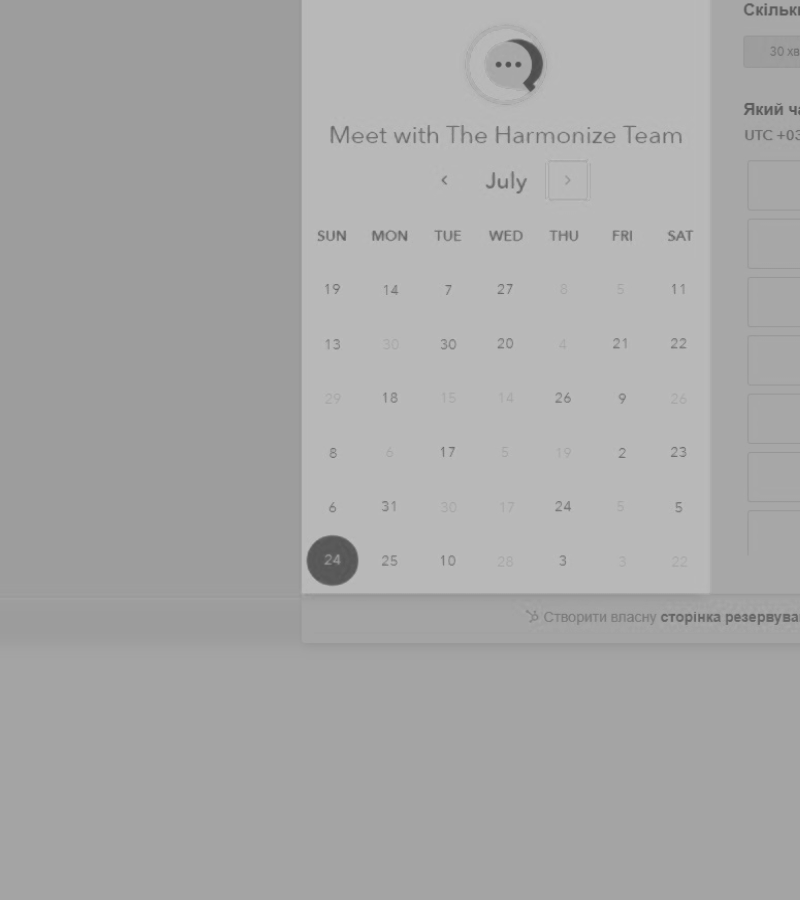 Meet with The Harmonize Team
July
SUN MON TUE WED THU FRI SAT
19 14 7 27 8 5 11
13 30 30 20 4 21 22
29 18 15 14 26 9 26
8 6 17 5 19 2 23
6 31 30 17 24 5 5
24 25 10 28 3 3 22
Скільки
30 хв
Який ча
UTC +03
Створити власну сторінка резервува